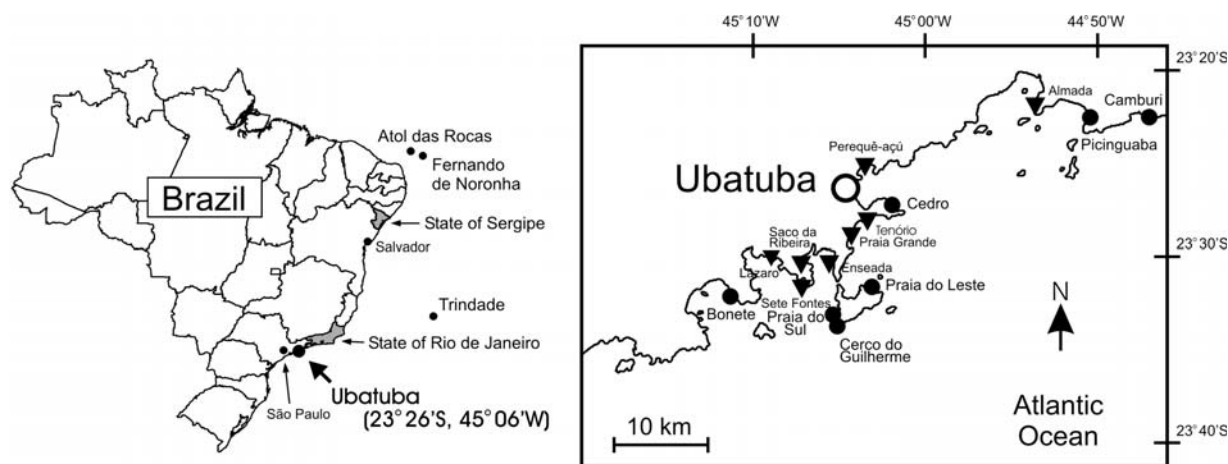 Atol das Rocas
Fernando
de Noronha
Brazil
State of Sergipe
Salvador
Trindade
State of Rio de Janeiro
São Paulo
Ubatuba
(23°26'S, 45°06'W)
45°10'W
45°00'W
44°50'W
23°20'S
Almada
Camburi
Picinguaba
Perequê-açú
Ubatuba
Cedro
Tenório
Praia Grande
Saco da
Ribeira
23°30'S
Lázaro
Enseada
Praia do Leste
Sete Fontes
Bonete
Praia do
Sul
Cerco do
Guilherme
N
10 km
Atlantic
Ocean
23°40'S